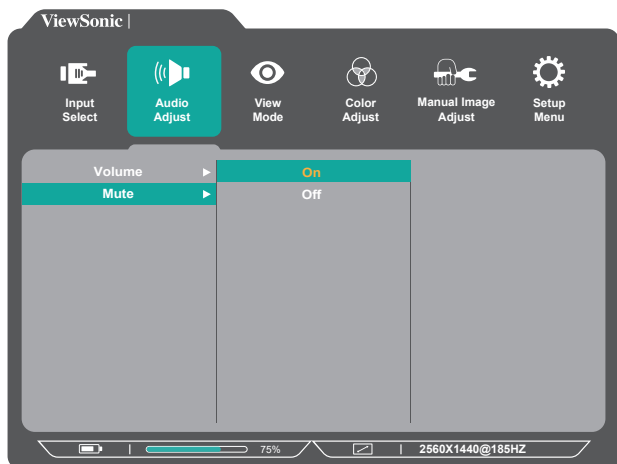 ViewSonic
Input Select
Audio Adjust
View Mode
Color Adjust
Manual Image Adjust
Setup Menu
Volume
On
Mute
Off
75%
2560X1440@185HZ